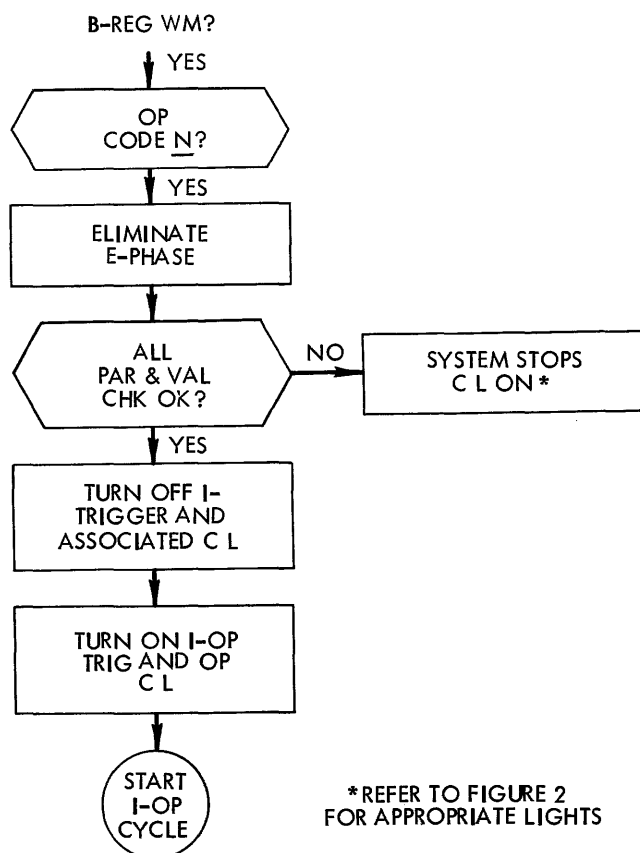 B-REG WM?
YES
OP
CODE N?
YES
ELIMINATE
E-PHASE
ALL
PAR & VAL
CHK OK?
NO
SYSTEM STOPS
C L ON*
YES
TURN OFF I-
TRIGGER AND
ASSOCIATED C L
TURN ON I-OP
TRIG AND OP
C L
START
I-OP
CYCLE
*REFER TO FIGURE 2
FOR APPROPRIATE LIGHTS